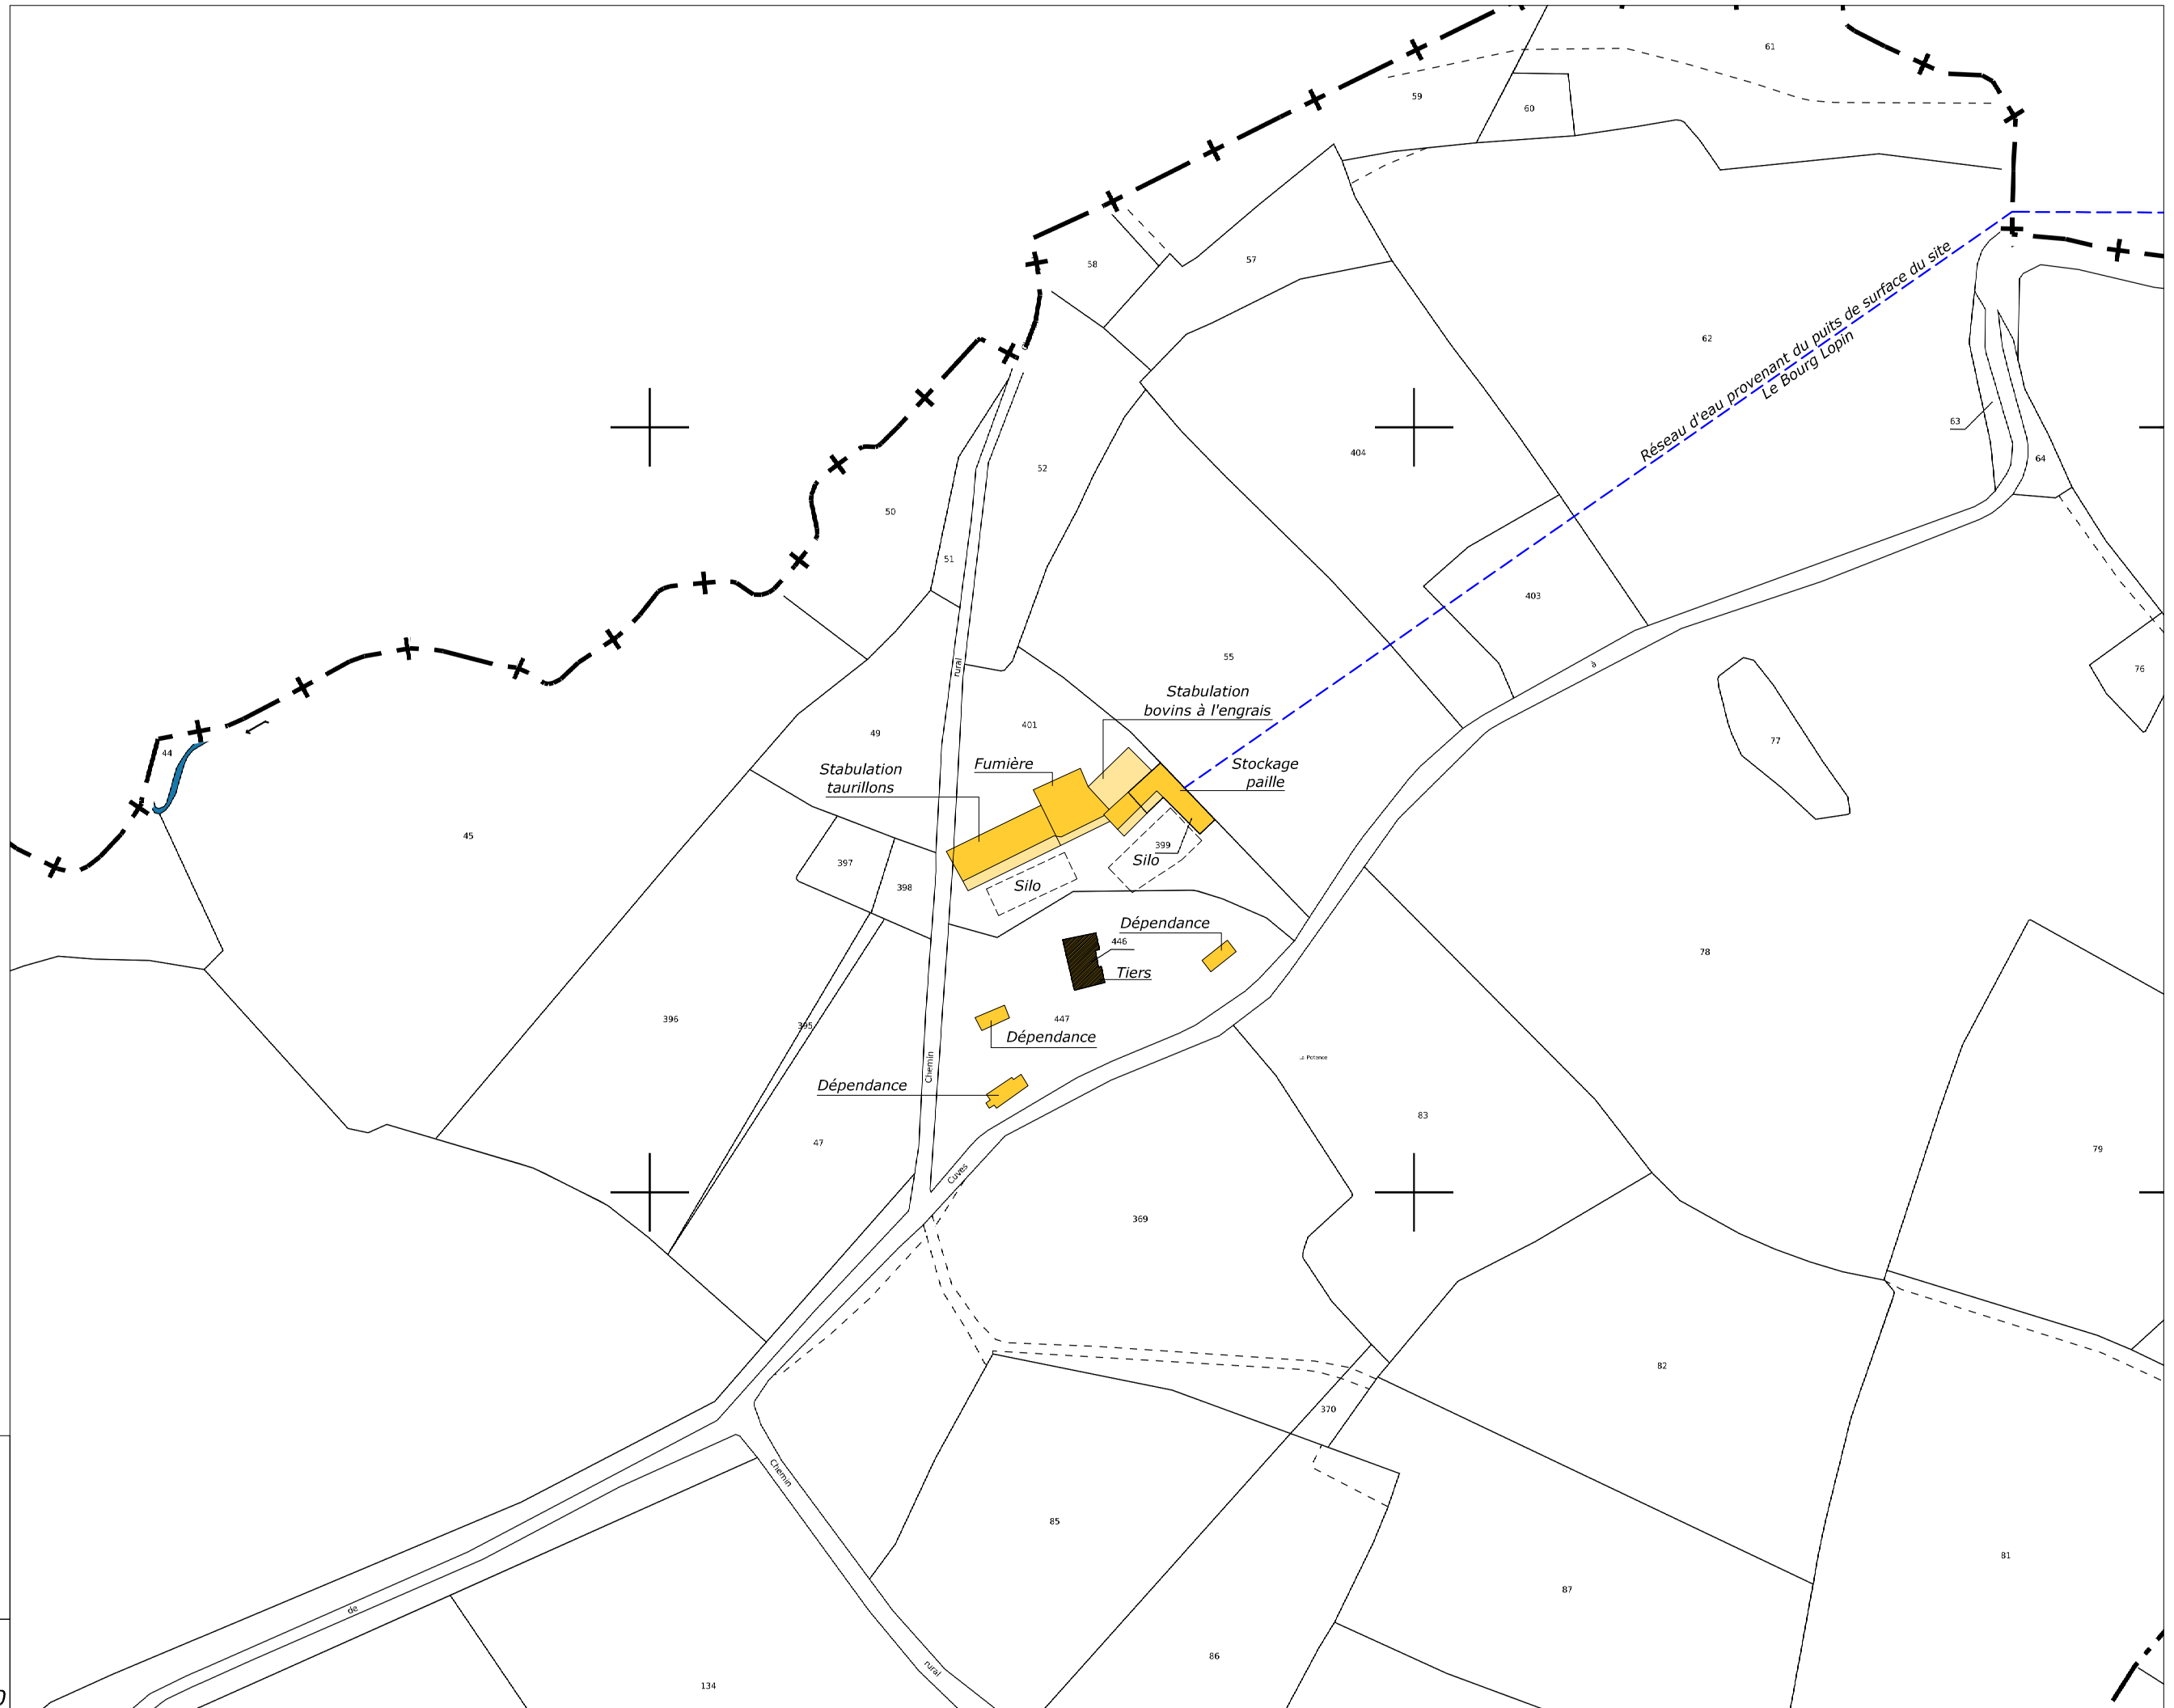 61
59
60
58
57
62
Réseau d'eau provenant du puits de surface du site
Le Bourg Lopin
63
64
404
52
50
51
403
rural
55
à
76
77
Stabulation
bovins à l'engrais
401
49
Fumière
Stabulation
taurillons
Stockage
paille
44
45
399
Silo
397
398
Silo
Dépendance
446
Tiers
78
396
395
447
Dépendance
Potence
Chemin
Dépendance
83
47
79
Cuves
369
82
370
Chemin
85
81
87
de
86
rural
134